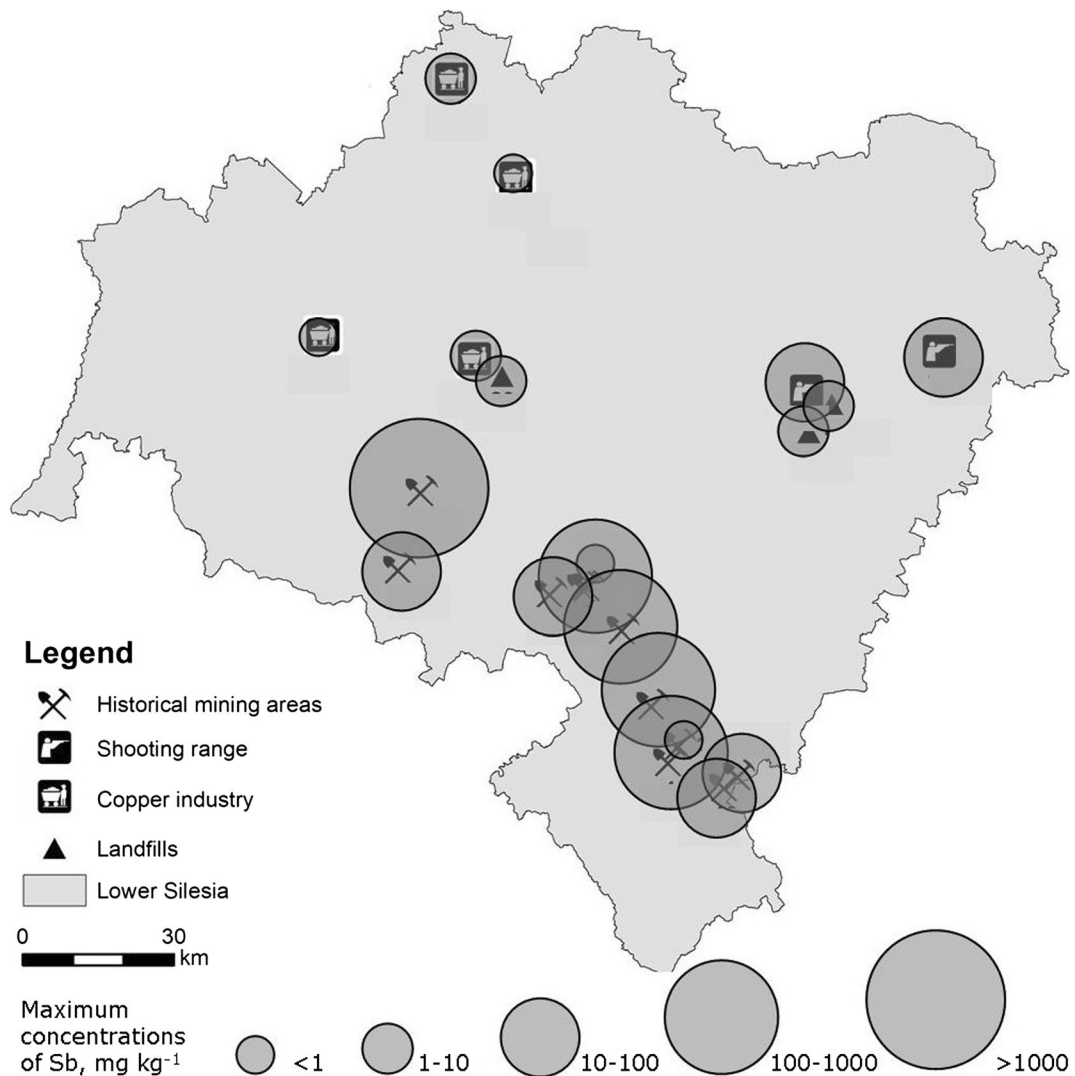 Legend
Historical mining areas
Shooting range
Copper industry
Landfills
Lower Silesia
0 30
km
Maximum
concentrations
of Sb, mg kg-1
<1 1-10 10-100 100-1000 >1000